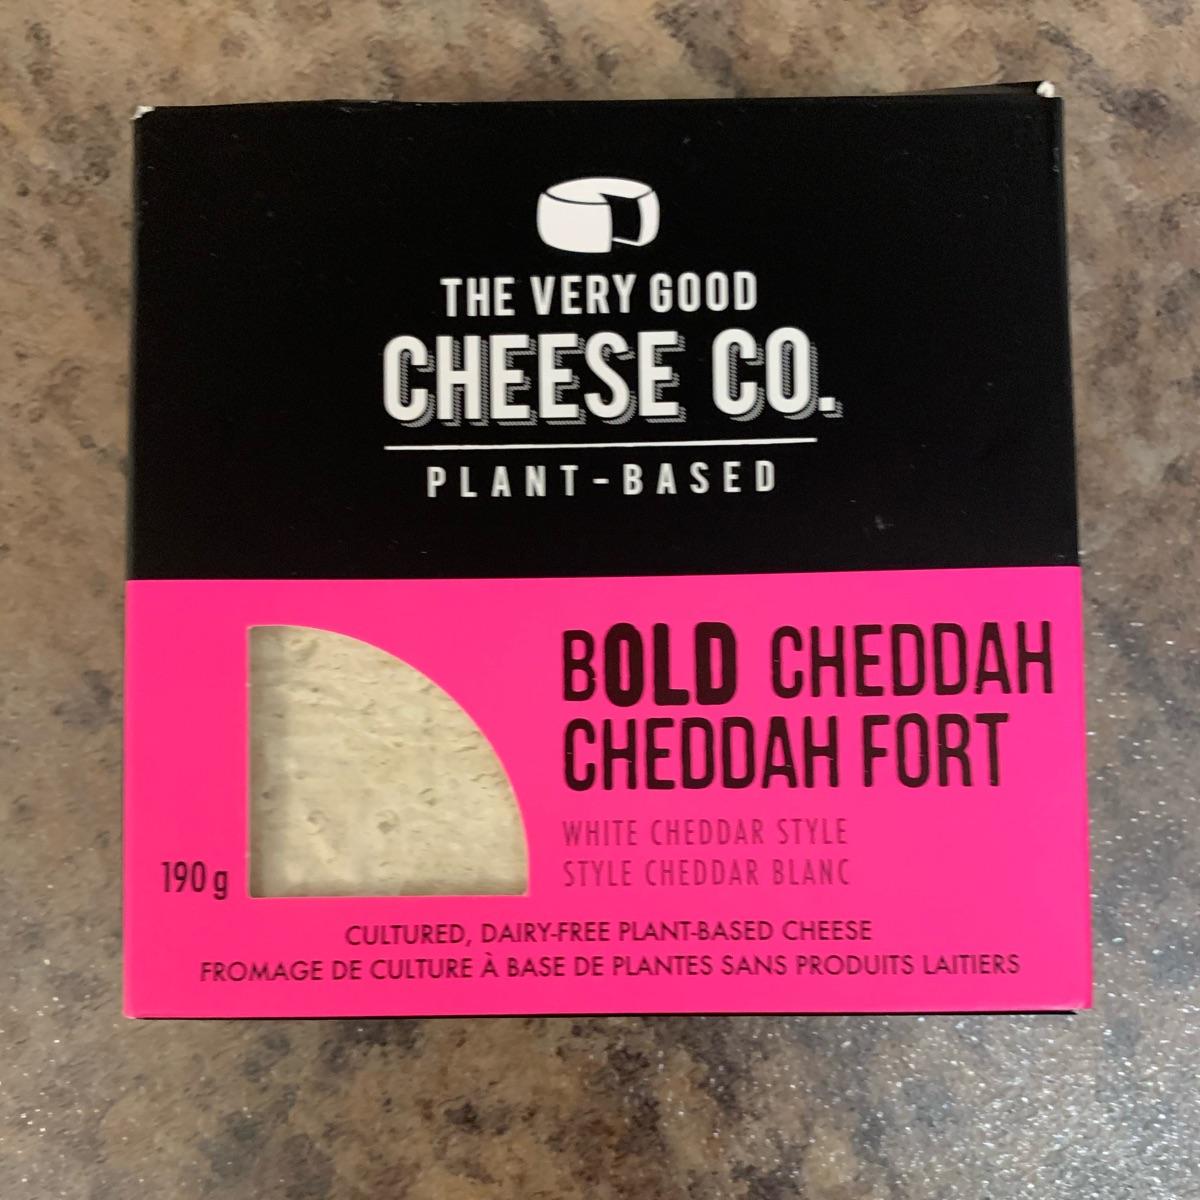 THE VERY GOOD
CHEESE CO.
PLANT-BASED
BOLD CHEDDAH
CHEDDAH FORT
WHITE CHEDDAR STYLE
STYLE CHEDDAR BLANC
190 g
CULTURED, DAIRY-FREE PLANT-BASED CHEESE
FROMAGE DE CULTURE À BASE DE PLANTES SANS PRODUITS LAITIERS